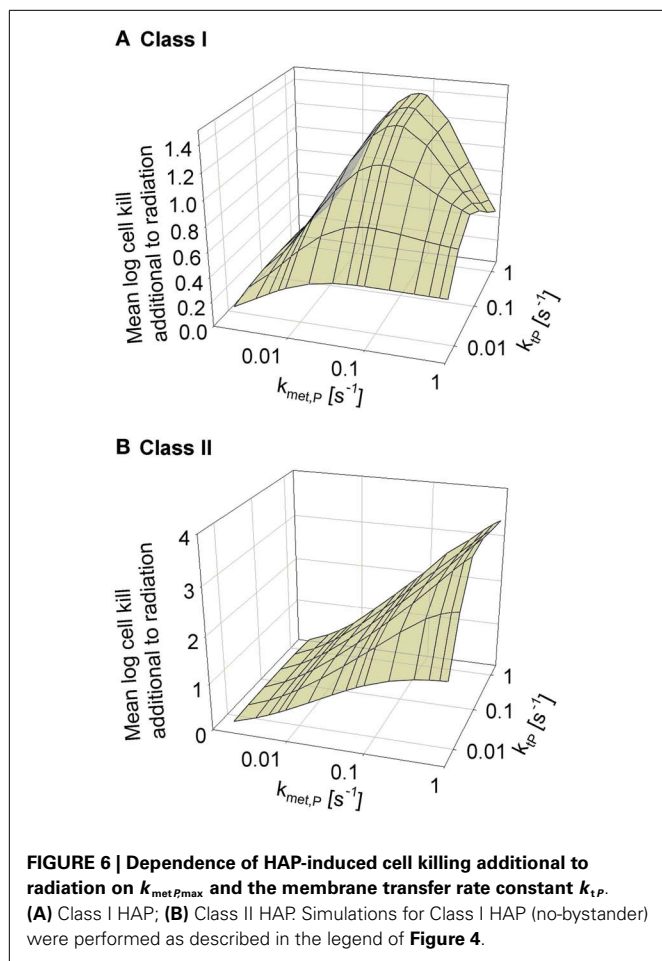 A Class I
Mean log cell kill
additional to radiation
1.4
1.2
1.0
0.8
0.6
0.4
0.2
0.0
0.01
0.1
1
k_met,P [s⁻¹]
0.01
0.1
1
k_tP [s⁻¹]
B Class II
Mean log cell kill
additional to radiation
4
3
2
1
0
0.01
0.1
1
k_met,P [s⁻¹]
0.01
0.1
1
k_tP [s⁻¹]
FIGURE 6 | Dependence of HAP-induced cell killing additional to
radiation on k_metP,max and the membrane transfer rate constant k_tP.
(A) Class I HAP; (B) Class II HAP. Simulations for Class I HAP (no-bystander)
were performed as described in the legend of Figure 4.